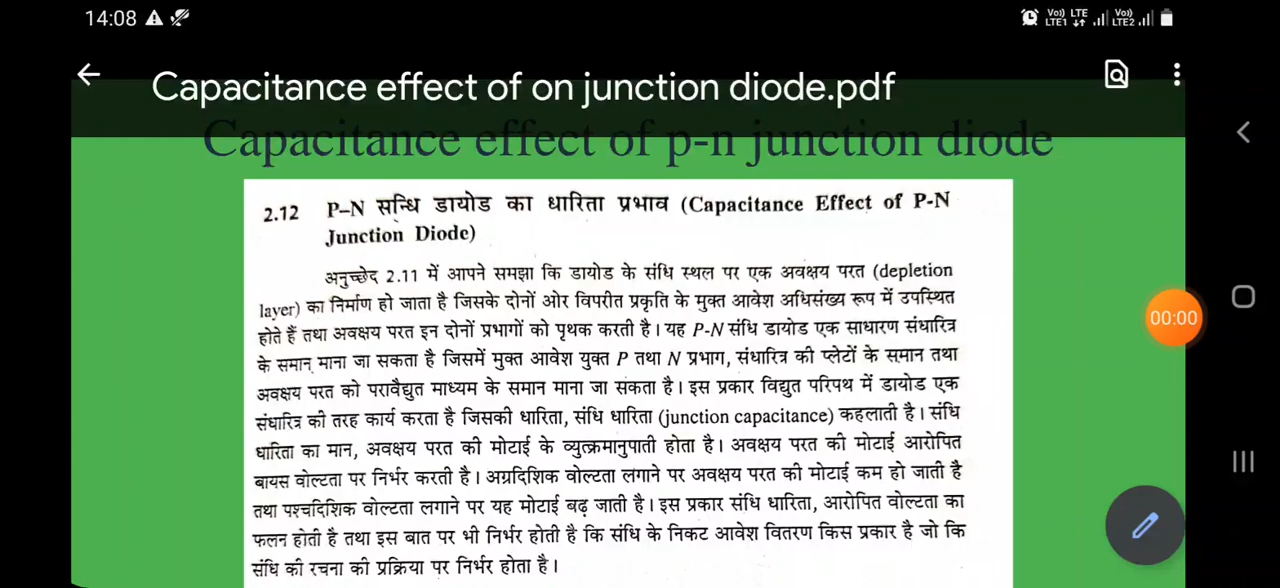 14:08
Vo)) LTE LTE1 Vo)) LTE2
Capacitance effect of on junction diode.pdf
Capacitance effect of p-n junction diode
2.12 P–N सन्धि डायोड का धारिता प्रभाव (Capacitance Effect of P-N
Junction Diode)
अनुच्छेद 2.11 में आपने समझा कि डायोड के संधि स्थल पर एक अवक्षय परत (depletion
layer) का निर्माण हो जाता है जिसके दोनों ओर विपरीत प्रकृति के मुक्त आवेश अधिसंख्य रूप में उपस्थित
होते हैं तथा अवक्षय परत इन दोनों प्रभागों को पृथक करती है। यह P-N संधि डायोड एक साधारण संधारित्र
के समान माना जा सकता है जिसमें मुक्त आवेश युक्त P तथा N प्रभाग, संधारित्र की प्लेटों के समान तथा
अवक्षय परत को परावैद्युत माध्यम के समान माना जा सकता है। इस प्रकार विद्युत परिपथ में डायोड एक
संधारित्र की तरह कार्य करता है जिसकी धारिता, संधि धारिता (junction capacitance) कहलाती है। संधि
धारिता का मान, अवक्षय परत की मोटाई के व्युत्क्रमानुपाती होता है। अवक्षय परत की मोटाई आरोपित
बायस वोल्टता पर निर्भर करती है। अग्रदिशिक वोल्टता लगाने पर अवक्षय परत की मोटाई कम हो जाती है
तथा पश्चदिशिक वोल्टता लगाने पर यह मोटाई बढ़ जाती है। इस प्रकार संधि धारिता, आरोपित वोल्टता का
फलन होती है तथा इस बात पर भी निर्भर होती है कि संधि के निकट आवेश वितरण किस प्रकार है जो कि
संधि की रचना की प्रक्रिया पर निर्भर होता है।
00:00